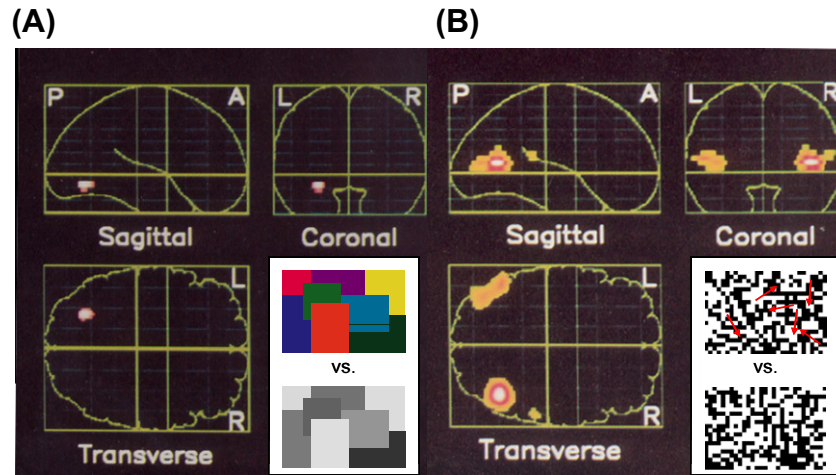 (A)
(B)
P A L R
Sagittal Coronal
L
vs.
R
Transverse
P A L R
Sagittal Coronal
L
vs.
R
Transverse